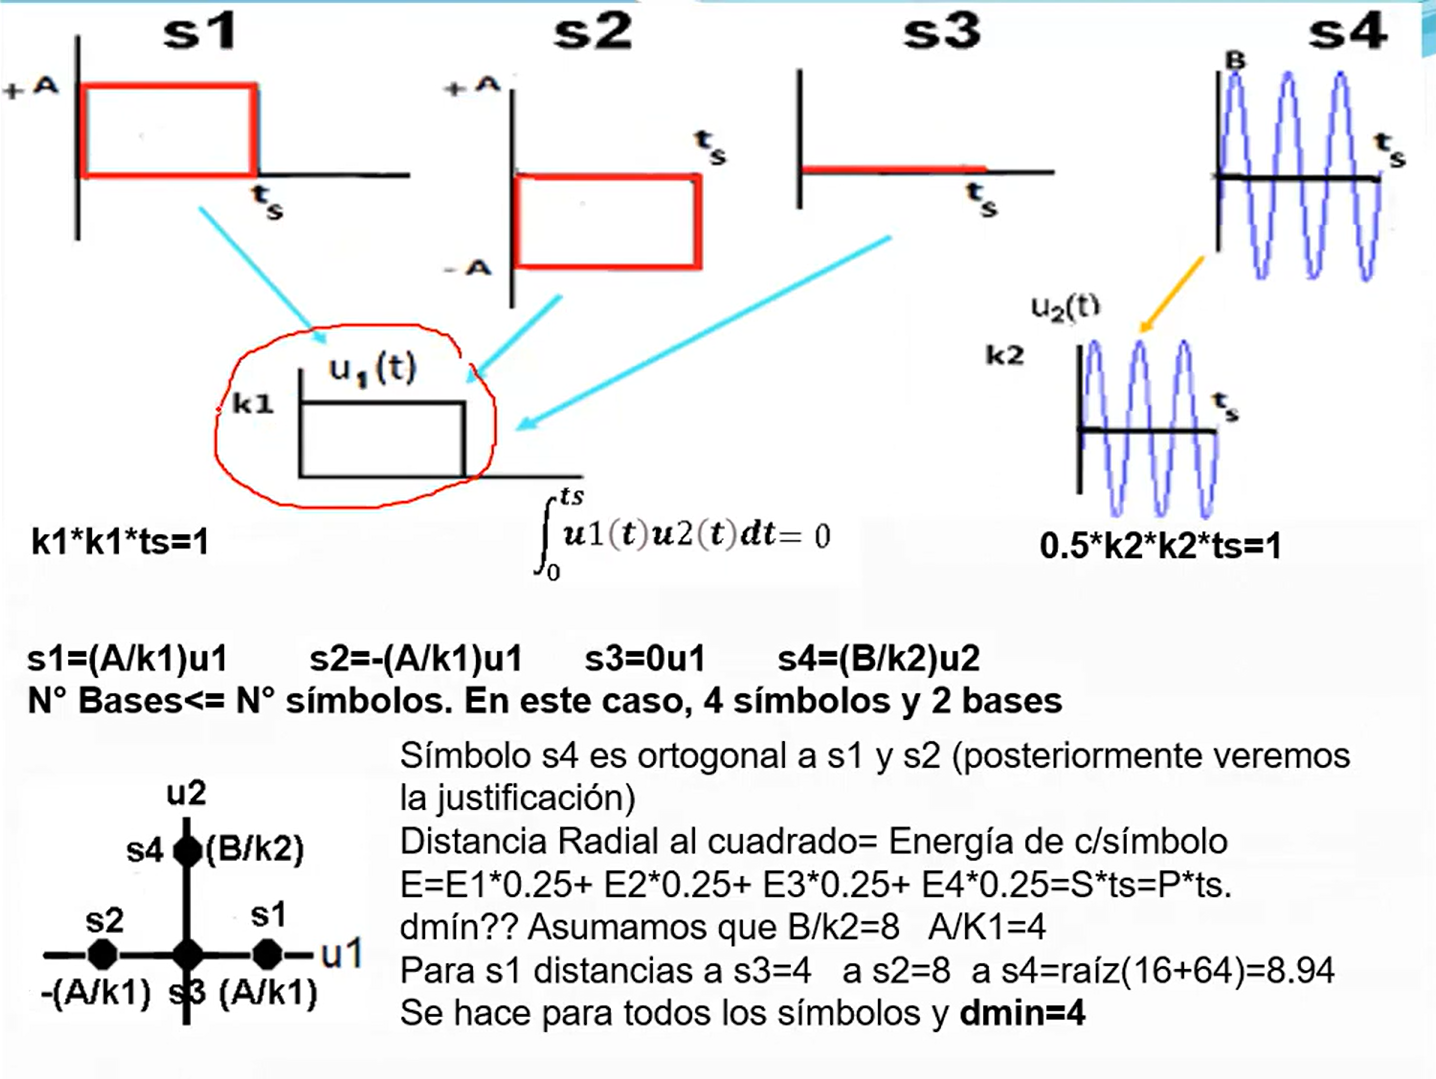 s1 s2 s3 s4
+ A
t_s
+ A
- A
t_s
t_s
B
t_s
u₁(t)
k1
u₂(t)
k2
t_s
k1*k1*ts=1
∫₀^ts u1(t)u2(t)dt= 0
0.5*k2*k2*ts=1
s1=(A/k1)u1 s2=-(A/k1)u1 s3=0u1 s4=(B/k2)u2
N° Bases<= N° símbolos. En este caso, 4 símbolos y 2 bases
u2
s4 (B/k2)
s2 s1
u1
-(A/k1) s3 (A/k1)
Símbolo s4 es ortogonal a s1 y s2 (posteriormente veremos
la justificación)
Distancia Radial al cuadrado= Energía de c/símbolo
E=E1*0.25+ E2*0.25+ E3*0.25+ E4*0.25=S*ts=P*ts.
dmín?? Asumamos que B/k2=8 A/K1=4
Para s1 distancias a s3=4 a s2=8 a s4=raíz(16+64)=8.94
Se hace para todos los símbolos y dmin=4